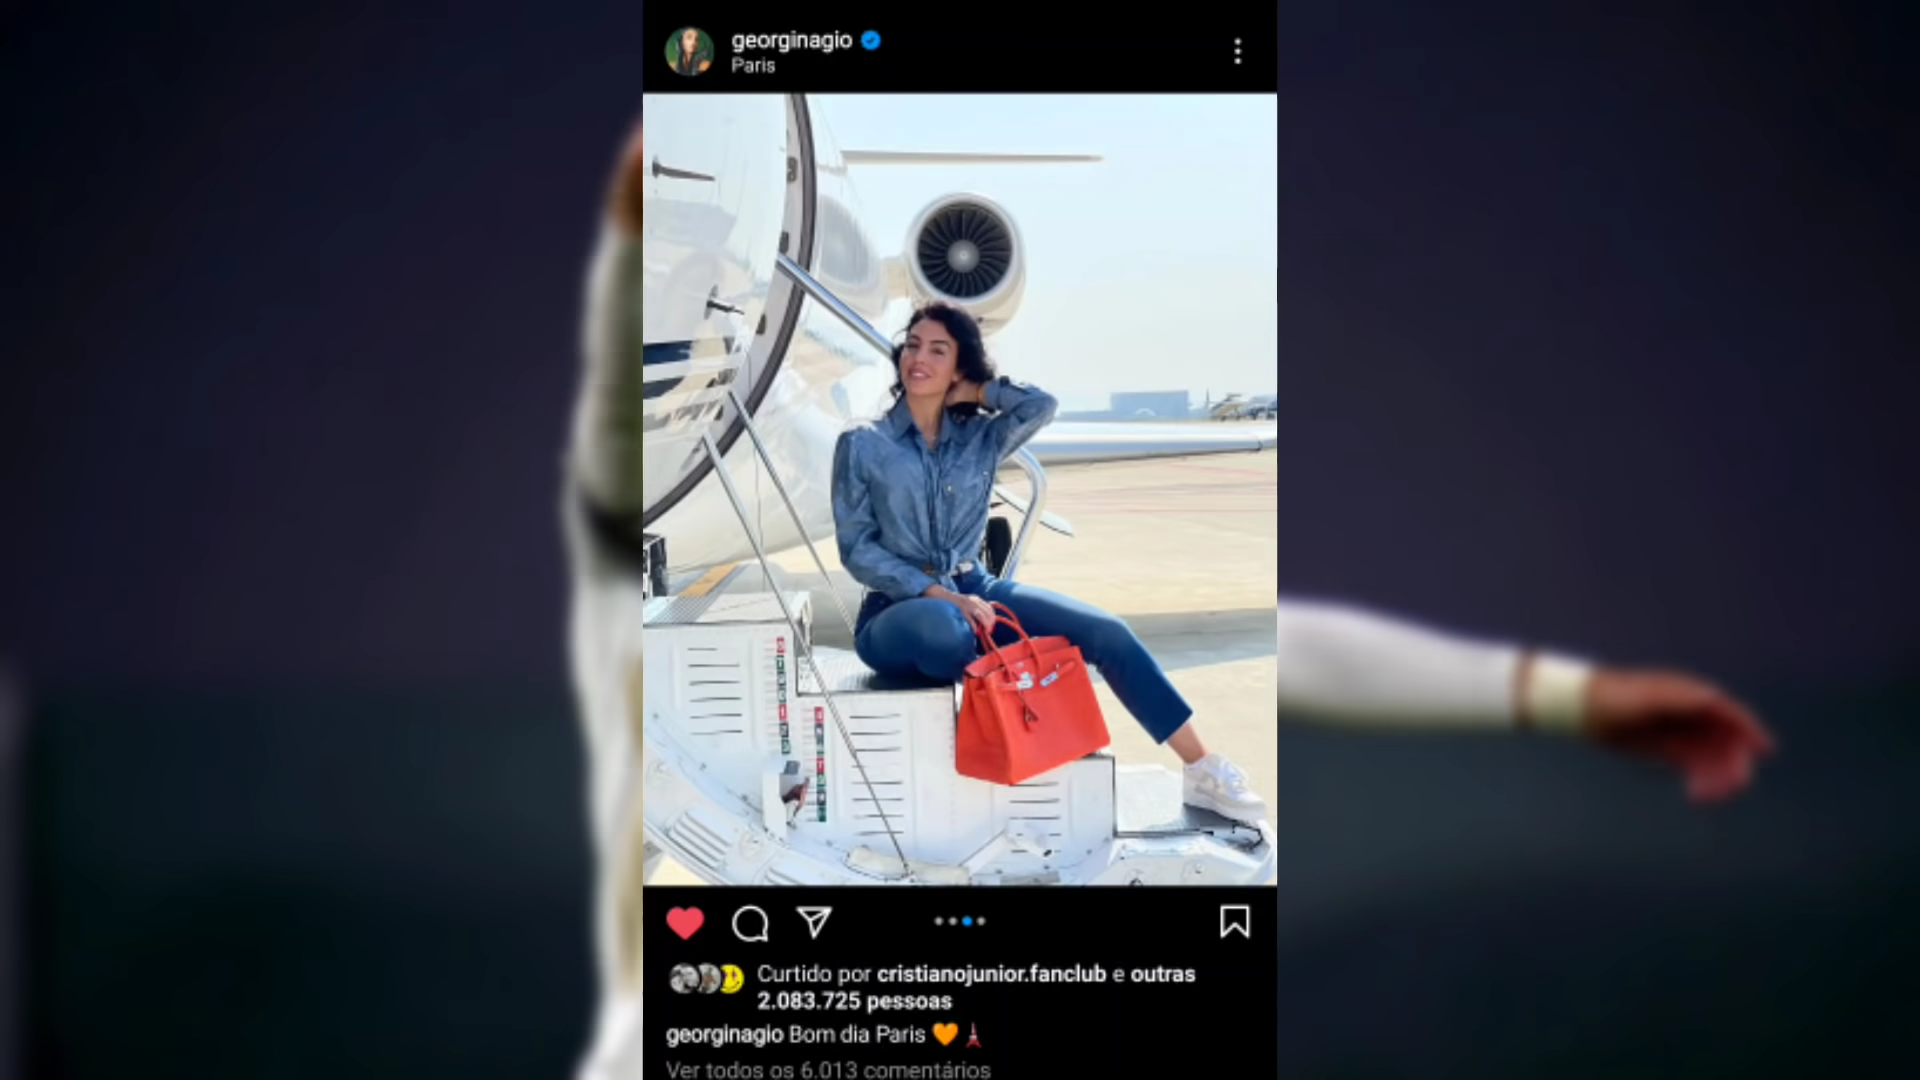 georginagio
Paris
Curtido por cristianojunior.fanclub e outras
2.083.725 pessoas
georginagio Bom dia Paris 🧡 🗼
Ver todos os 6.013 comentários